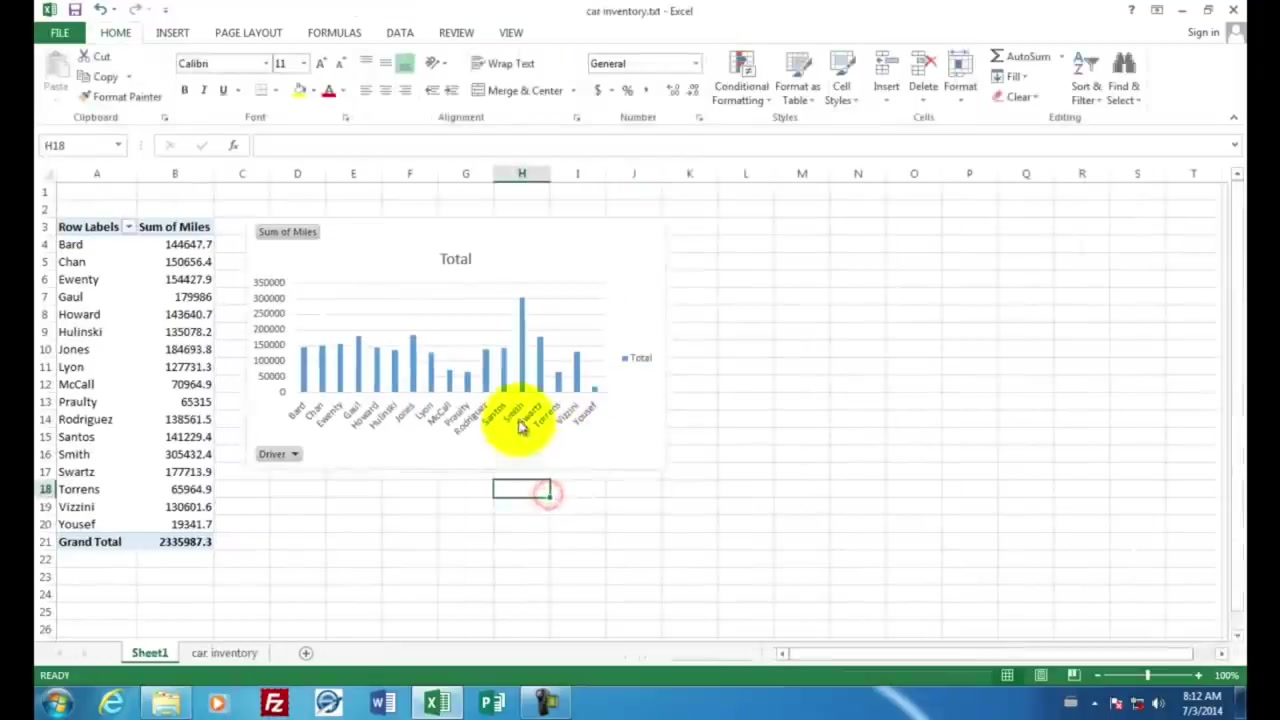 car inventory.txt - Excel
?
FILE HOME INSERT PAGE LAYOUT FORMULAS DATA REVIEW VIEW Sign in
Paste Cut Copy Format Painter Clipboard
Calibri 11 A A B I U A Font
Wrap Text Merge & Center Alignment
General $ % , Number
Conditional Formatting Format as Table Cell Styles Styles
Insert Delete Format Cells
AutoSum Fill Clear Sort & Filter Find & Select Editing
H18 fx
A B C D E F G H I J K L M N O P Q R S T
1
2
3 Row Labels Sum of Miles
4 Bard 144647.7
5 Chan 150656.4
6 Ewenty 154427.9
7 Gaul 179986
8 Howard 143640.7
9 Hulinski 135078.2
10 Jones 184693.8
11 Lyon 127731.3
12 McCall 70964.9
13 Praulty 65315
14 Rodriguez 138561.5
15 Santos 141229.4
16 Smith 305432.4
17 Swartz 177713.9
18 Torrens 65964.9
19 Vizzini 130601.6
20 Yousef 19341.7
21 Grand Total 2335987.3
22
23
24
25
26
Sum of Miles
Total
350000
300000
250000
200000
150000
100000
50000
0
Bard Chan Ewenty Gaul Howard Hulinski Jones Lyon McCall Praulty Rodriguez Santos Smith Swartz Torrens Vizzini Yousef
Total
Driver
Sheet1 car inventory
READY 100%
8:12 AM
7/3/2014